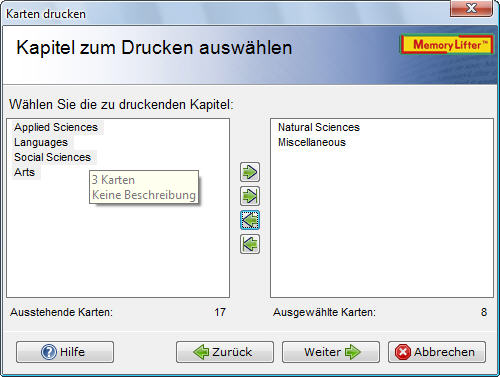 Karten drucken
Kapitel zum Drucken auswählen
MemoryLifter™
Wählen Sie die zu druckenden Kapitel:
Applied Sciences
Languages
Social Sciences
Arts
3 Karten
Keine Beschreibung
Natural Sciences
Miscellaneous
Ausstehende Karten: 17
Ausgewählte Karten: 8
Hilfe
Zurück
Weiter
Abbrechen